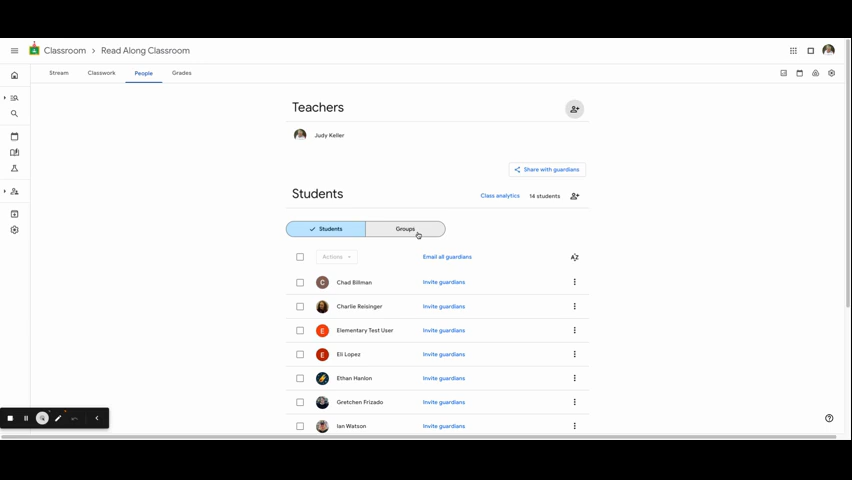 Classroom > Read Along Classroom
Stream Classwork People Grades
Teachers
Judy Keller
Share with guardians
Students Class analytics 14 students
Students Groups
Actions Email all guardians
C Chad Billman Invite guardians
Charlie Reisinger Invite guardians
E Elementary Test User Invite guardians
E Eli Lopez Invite guardians
Ethan Hanlon Invite guardians
Gretchen Frizado Invite guardians
Ian Watson Invite guardians